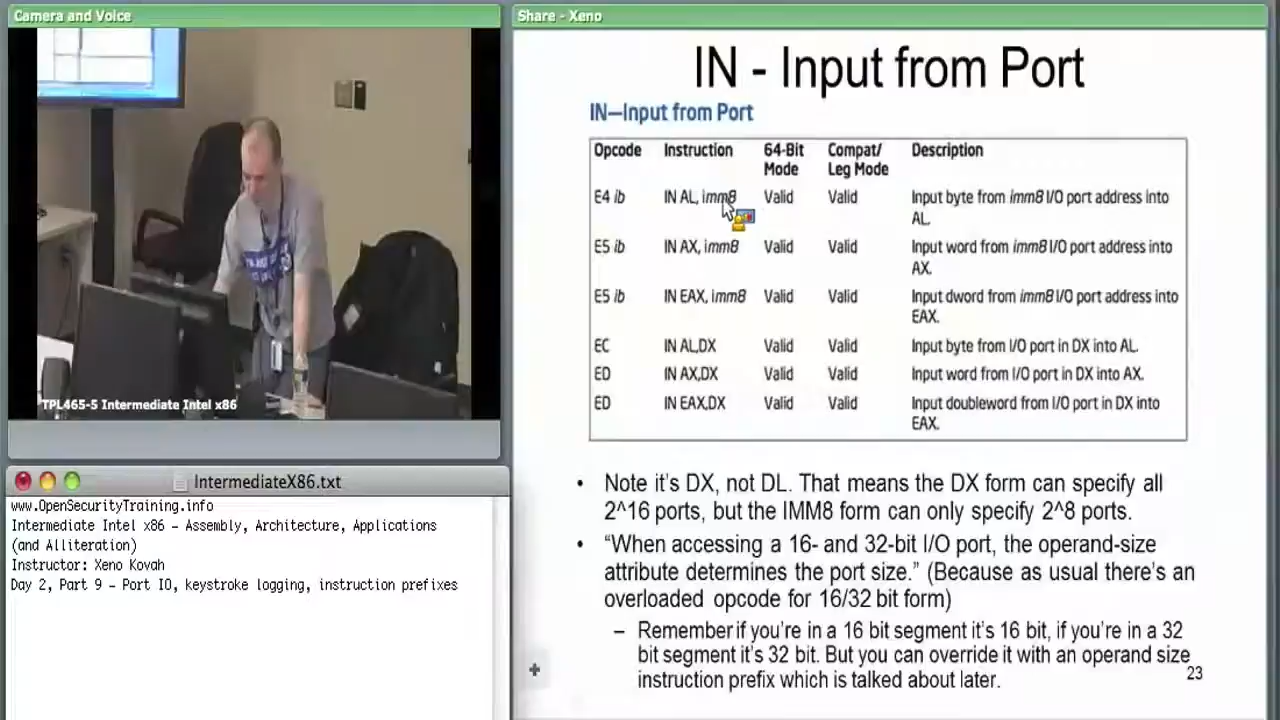 Camera and Voice
TPL465-5 Intermediate Intel x86
IntermediateX86.txt
www.OpenSecurityTraining.info
Intermediate Intel x86 – Assembly, Architecture, Applications
(and Alliteration)
Instructor: Xeno Kovah
Day 2, Part 9 – Port IO, keystroke logging, instruction prefixes
Share - Xeno
IN - Input from Port
IN—Input from Port
Opcode Instruction 64-Bit Mode Compat/ Leg Mode Description
E4 ib IN AL, imm8 Valid Valid Input byte from imm8 I/O port address into
AL.
E5 ib IN AX, imm8 Valid Valid Input word from imm8 I/O port address into
AX.
E5 ib IN EAX, imm8 Valid Valid Input dword from imm8 I/O port address into
EAX.
EC IN AL,DX Valid Valid Input byte from I/O port in DX into AL.
ED IN AX,DX Valid Valid Input word from I/O port in DX into AX.
ED IN EAX,DX Valid Valid Input doubleword from I/O port in DX into
EAX.
• Note it's DX, not DL. That means the DX form can specify all
2^16 ports, but the IMM8 form can only specify 2^8 ports.
• “When accessing a 16- and 32-bit I/O port, the operand-size
attribute determines the port size.” (Because as usual there's an
overloaded opcode for 16/32 bit form)
– Remember if you're in a 16 bit segment it's 16 bit, if you're in a 32
bit segment it's 32 bit. But you can override it with an operand size
instruction prefix which is talked about later.
23